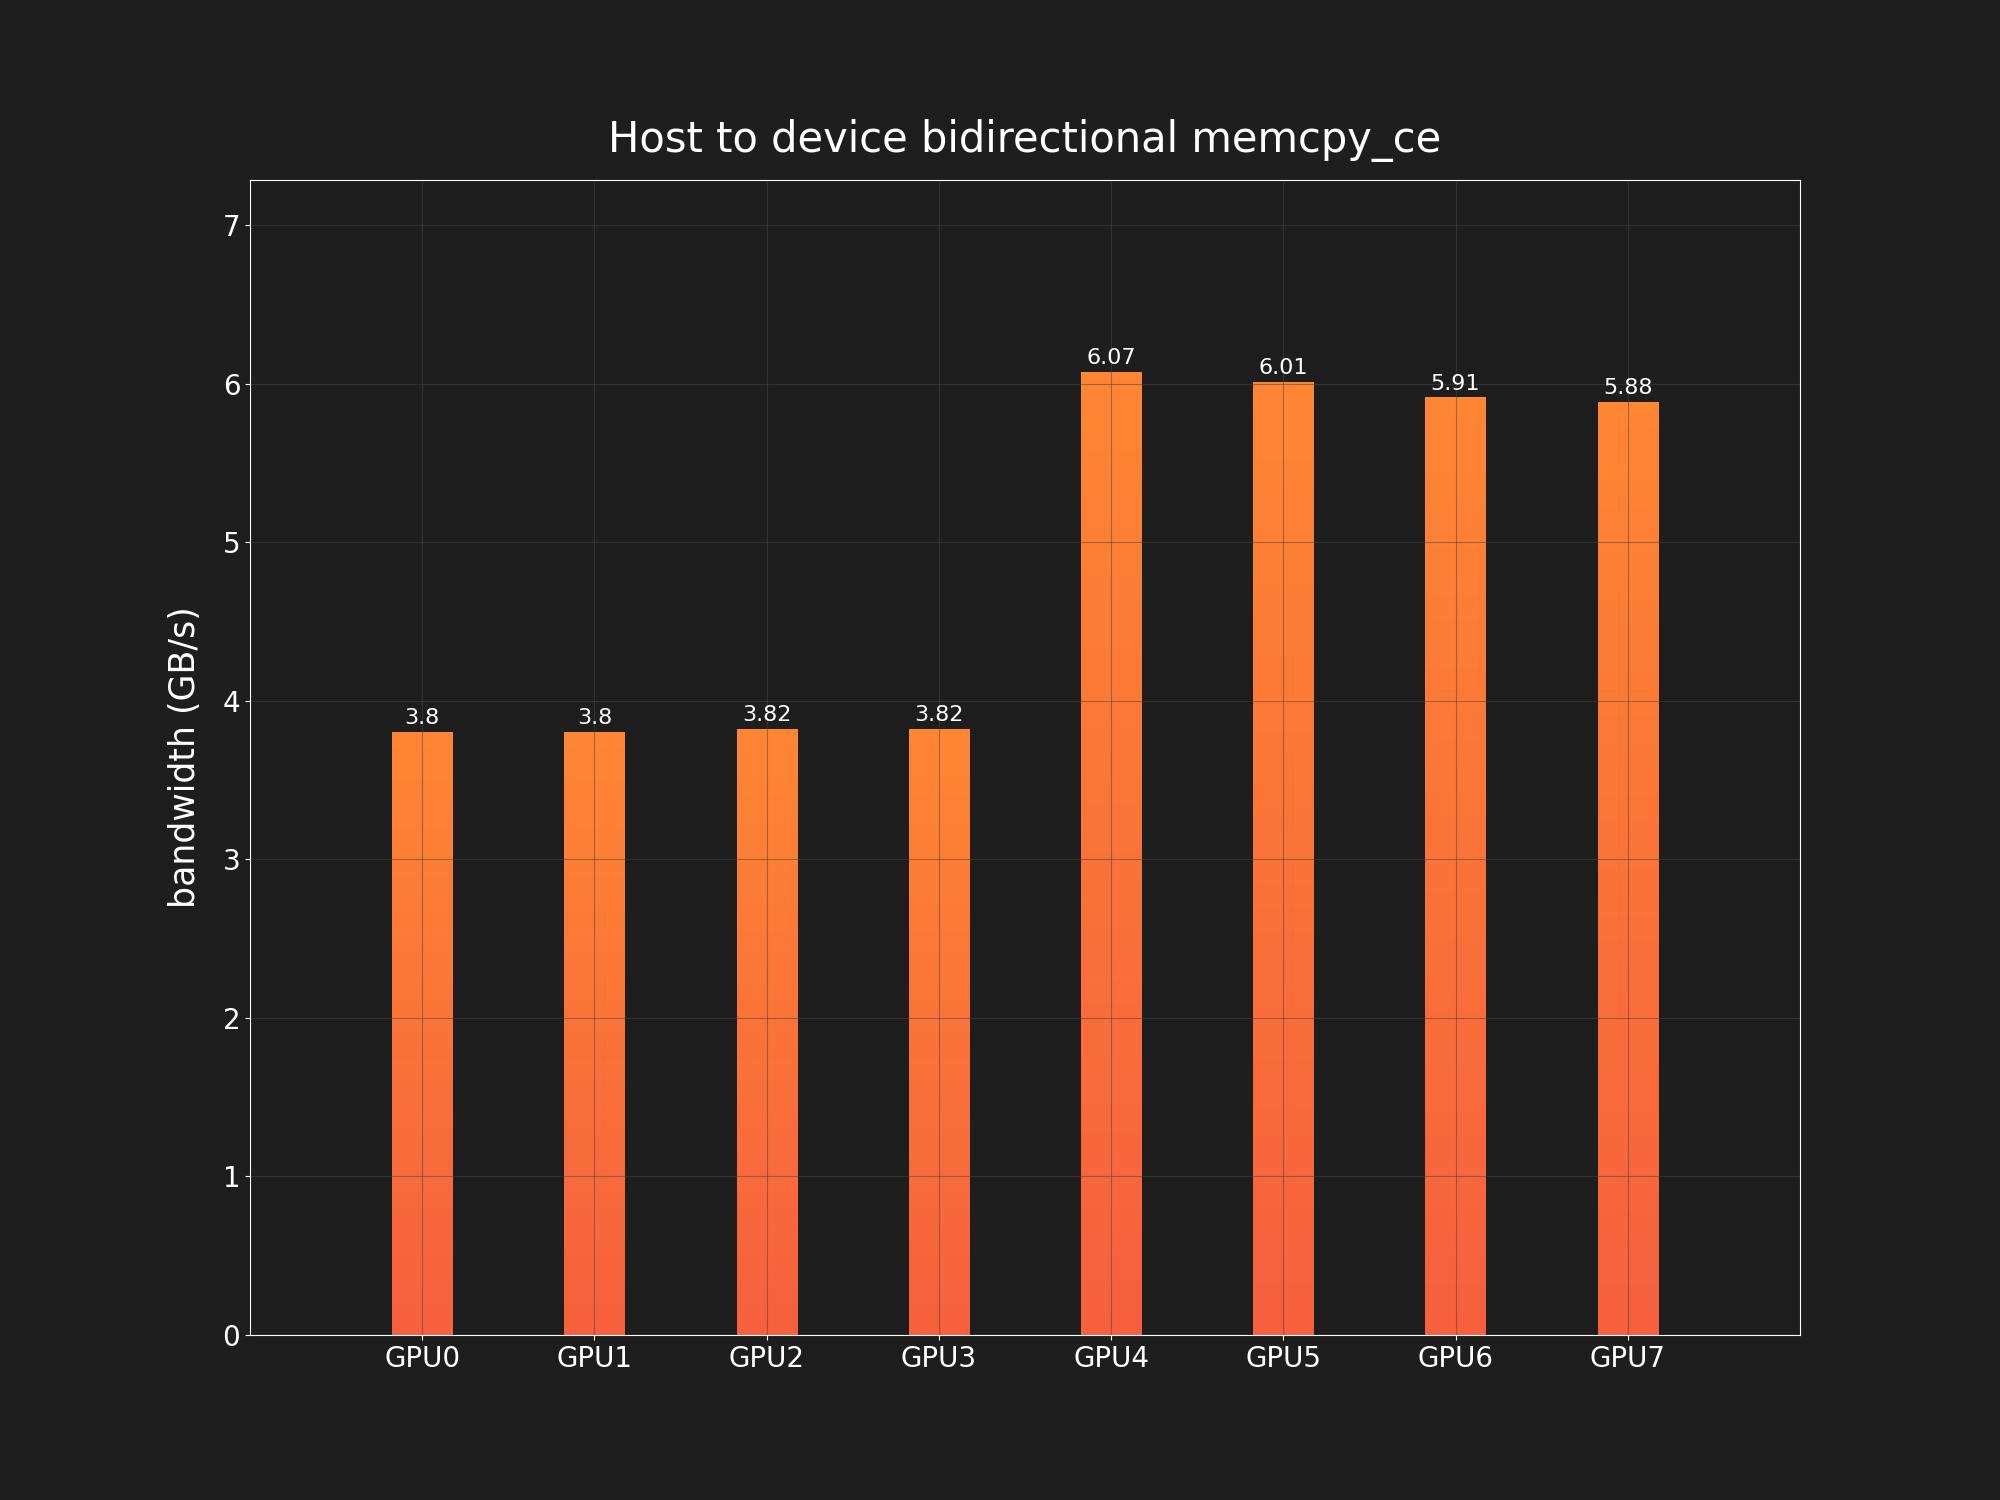 Host to device bidirectional memcpy_ce
bandwidth (GB/s)
7
6
5
4
3
2
1
0
3.8
3.8
3.82
3.82
6.07
6.01
5.91
5.88
GPU0
GPU1
GPU2
GPU3
GPU4
GPU5
GPU6
GPU7